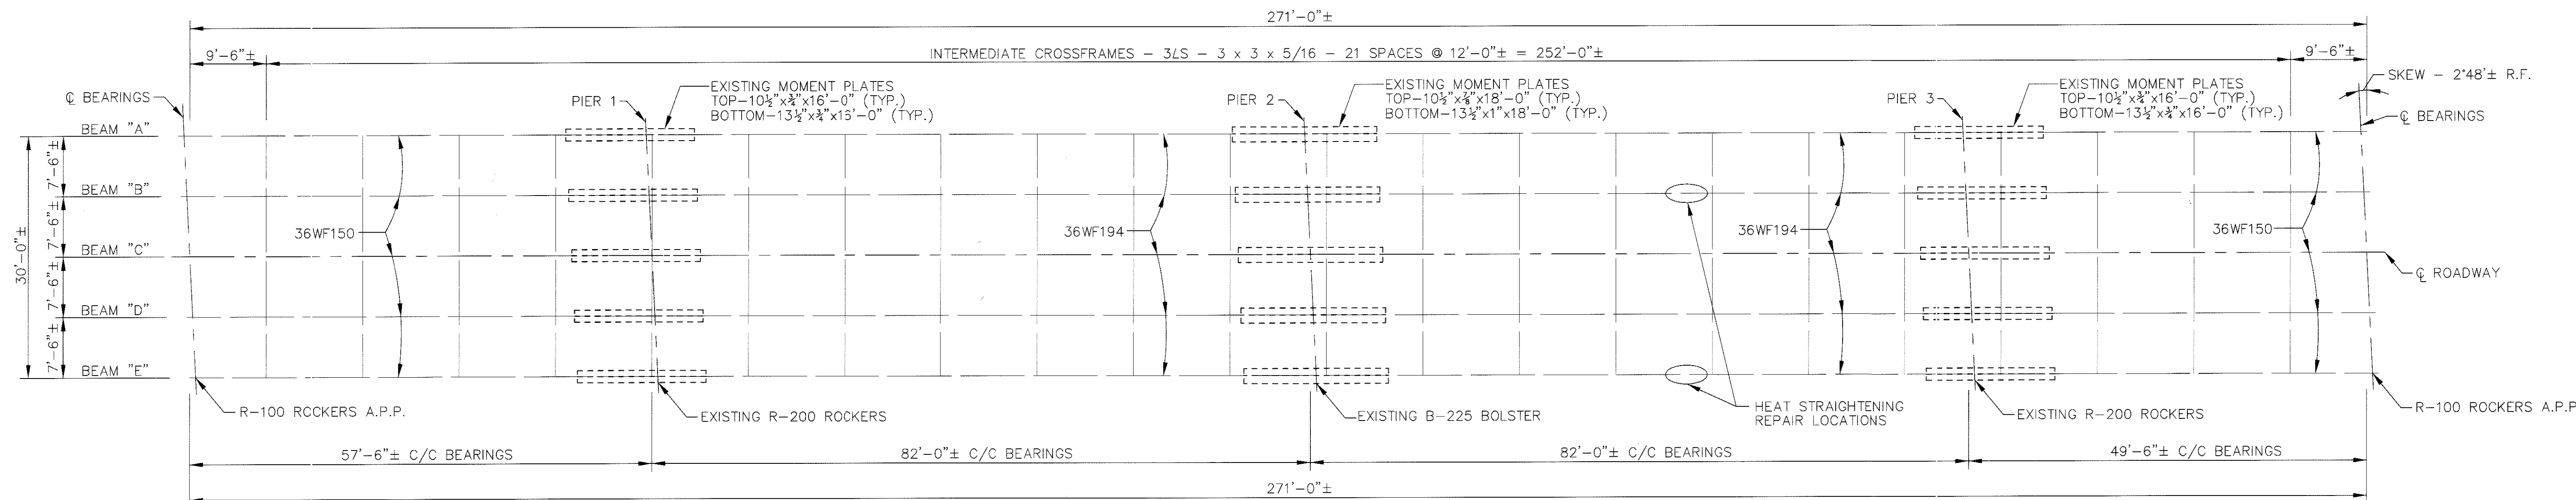 271'-0"±
9'-6"±
INTERMEDIATE CROSSFRAMES - 3LS - 3 x 3 x 5/16 - 21 SPACES @ 12'-0"± = 252'-0"±
9'-6"±
SKEW - 2°48'± R.F.
℄ BEARINGS
PIER 1
EXISTING MOMENT PLATES
TOP-10½"x¾"x16'-0" (TYP.)
BOTTOM-13½"x¾"x16'-0" (TYP.)
PIER 2
EXISTING MOMENT PLATES
TOP-10½"x⅞"x18'-0" (TYP.)
BOTTOM-13½"x1"x18'-0" (TYP.)
PIER 3
EXISTING MOMENT PLATES
TOP-10½"x¾"x16'-0" (TYP.)
BOTTOM-13½"x¾"x16'-0" (TYP.)
℄ BEARINGS
BEAM "A"
7'-6"±
BEAM "B"
7'-6"±
30'-0"±
36WF150
36WF194
36WF194
36WF150
BEAM "C"
℄ ROADWAY
7'-6"±
BEAM "D"
7'-6"±
BEAM "E"
R-100 ROCKERS A.P.P.
EXISTING R-200 ROCKERS
EXISTING B-225 BOLSTER
HEAT STRAIGHTENING
REPAIR LOCATIONS
EXISTING R-200 ROCKERS
R-100 ROCKERS A.P.P
57'-6"± C/C BEARINGS
82'-0"± C/C BEARINGS
82'-0"± C/C BEARINGS
49'-6"± C/C BEARINGS
271'-0"±